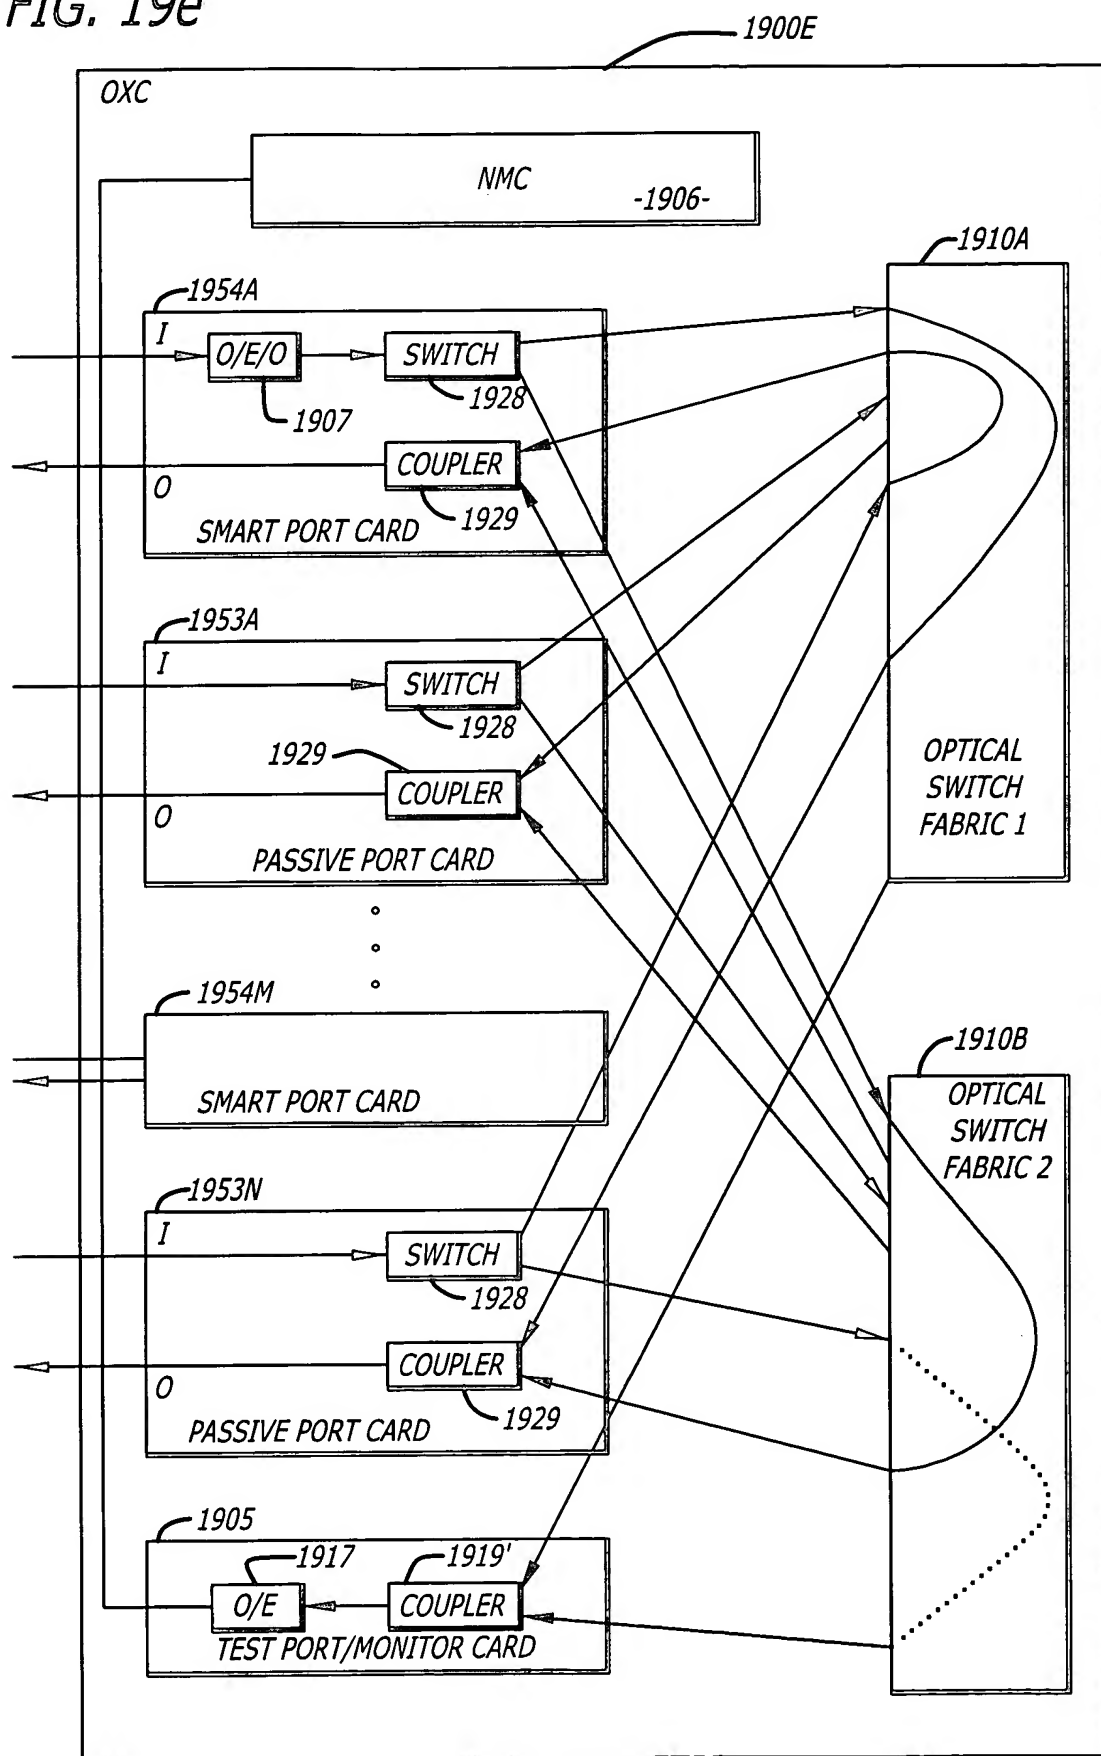 FIG. 19e
1900E
OXC
NMC
-1906-
1910A
1954A
I
O/E/O
SWITCH
1928
1907
COUPLER
O
1929
SMART PORT CARD
1953A
I
SWITCH
1928
1929
COUPLER
O
PASSIVE PORT CARD
OPTICAL
SWITCH
FABRIC 1
1954M
SMART PORT CARD
1910B
OPTICAL
SWITCH
FABRIC 2
1953N
I
SWITCH
1928
COUPLER
O
1929
PASSIVE PORT CARD
1905
1917
1919'
O/E
COUPLER
TEST PORT/MONITOR CARD